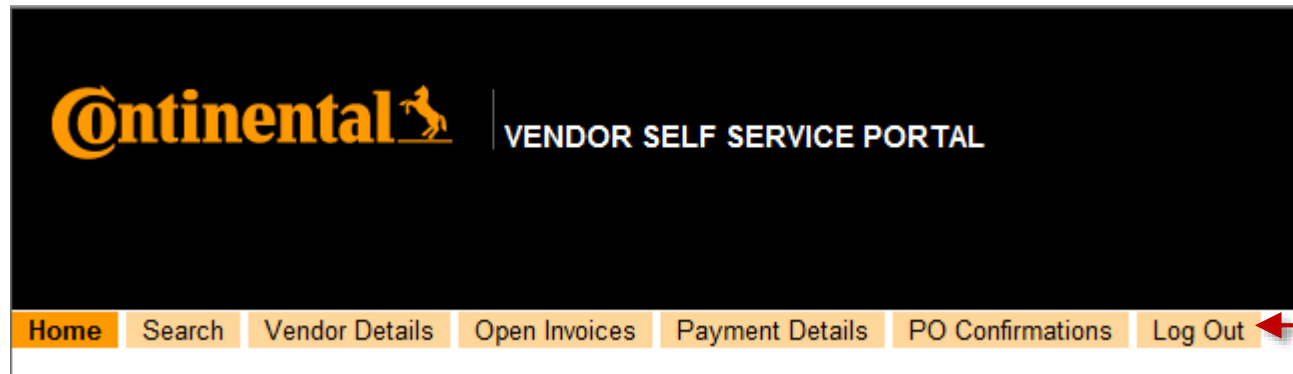 Continental
VENDOR SELF SERVICE PORTAL
Home Search Vendor Details Open Invoices Payment Details PO Confirmations Log Out